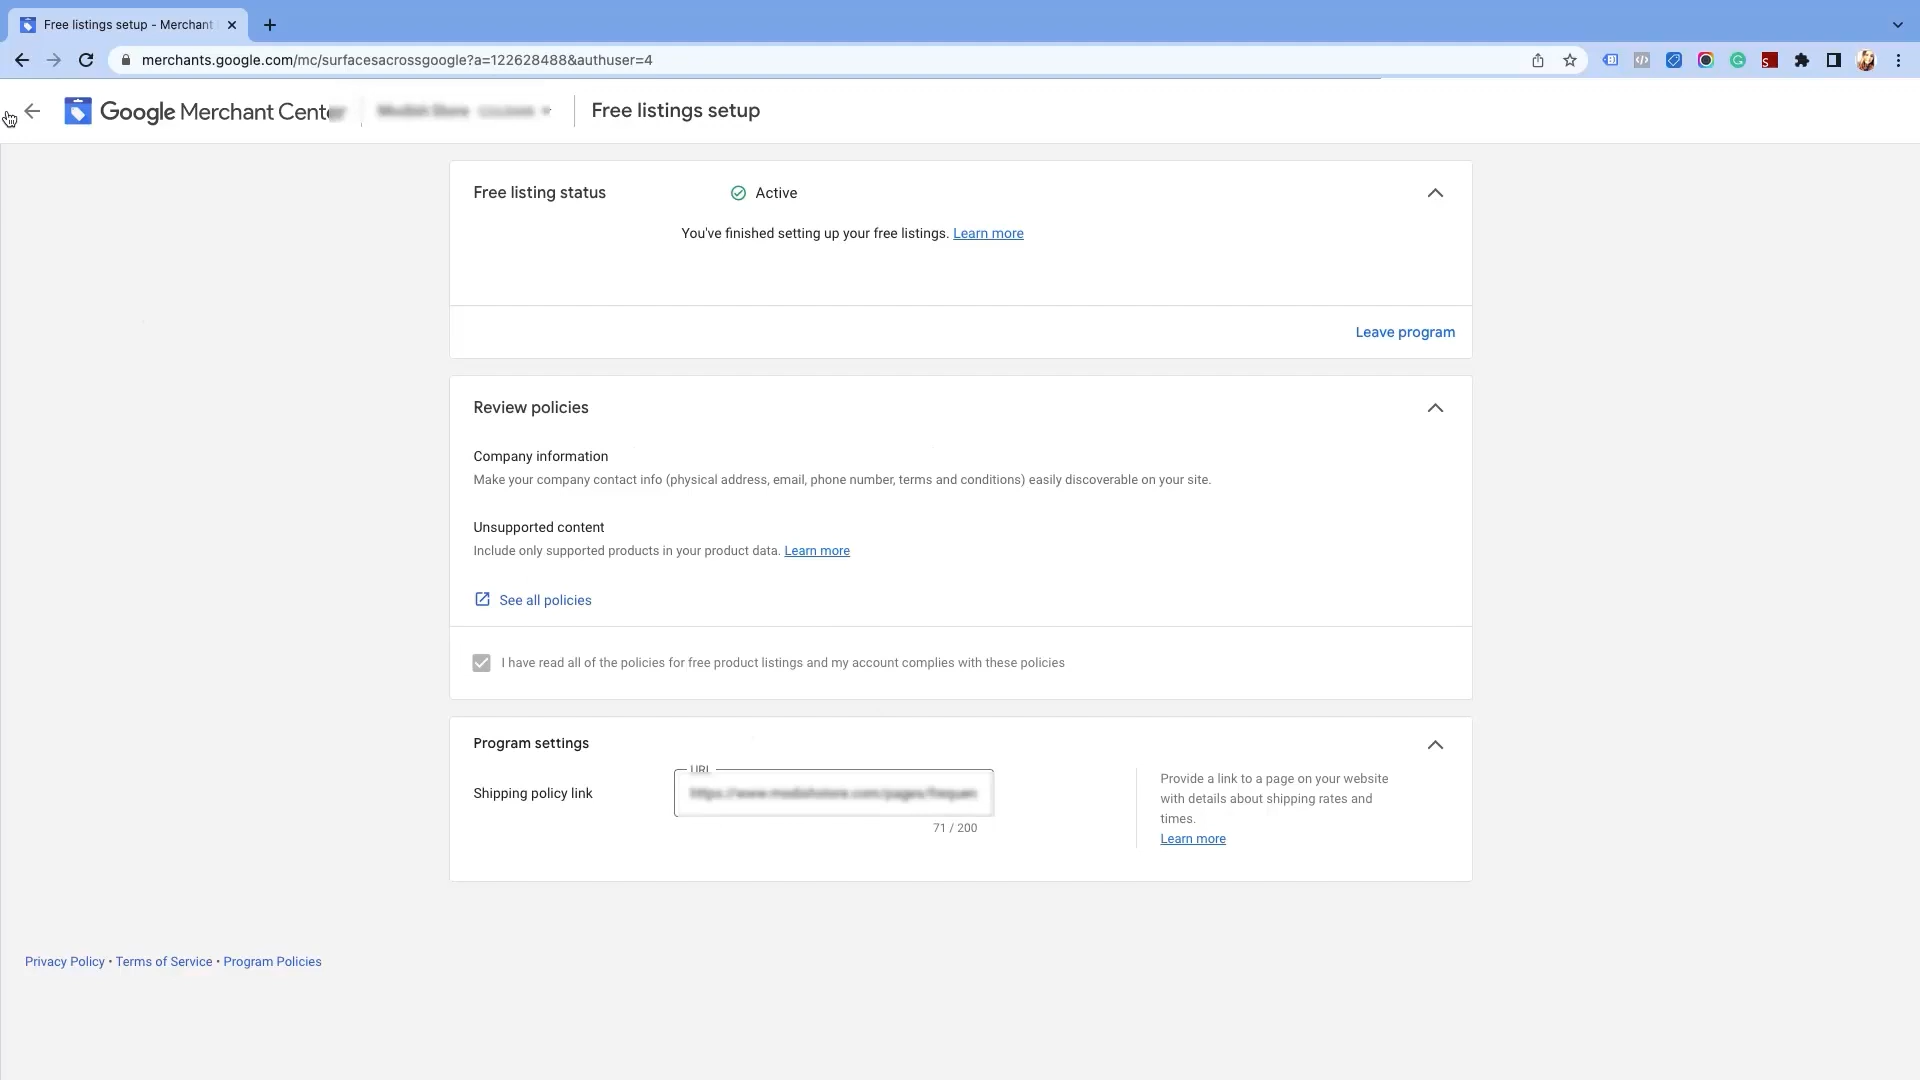 Free listings setup - Merchant
merchants.google.com/mc/surfacesacrossgoogle?a=122628488&authuser=4
Google Merchant Center
Free listings setup
Free listing status
Active
You've finished setting up your free listings. Learn more
Leave program
Review policies
Company information
Make your company contact info (physical address, email, phone number, terms and conditions) easily discoverable on your site.
Unsupported content
Include only supported products in your product data. Learn more
See all policies
I have read all of the policies for free product listings and my account complies with these policies
Program settings
URL
Shipping policy link
71 / 200
Provide a link to a page on your website
with details about shipping rates and
times.
Learn more
Privacy Policy • Terms of Service • Program Policies